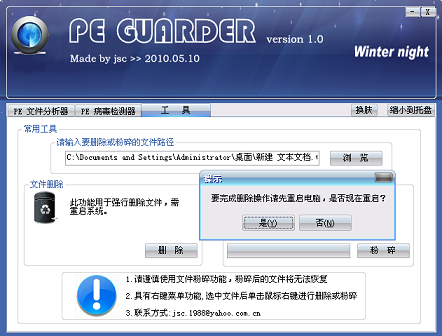 PE GUARDER version 1.0
Made by jsc >> 2010.05.10
Winter night
PE 文件分析器 PE 病毒检测器 工 具 换肤 缩小到托盘
常用工具
请输入要删除或粉碎的文件路径
C:\Documents and Settings\Administrator\桌面\新建 文本文档. 浏 览
文件删除
提示
此功能用于强行删除文件，需
重启系统。
要完成删除操作请先重启电脑，是否现在重启？
是(Y) 否(N)
删 除 粉 碎
1.请谨慎使用文件粉碎功能，粉碎后的文件将无法恢复
2.具有右键菜单功能,选中文件后单击鼠标右键进行删除或粉碎
3.联系方式:jsc.1988@yahoo.com.cn